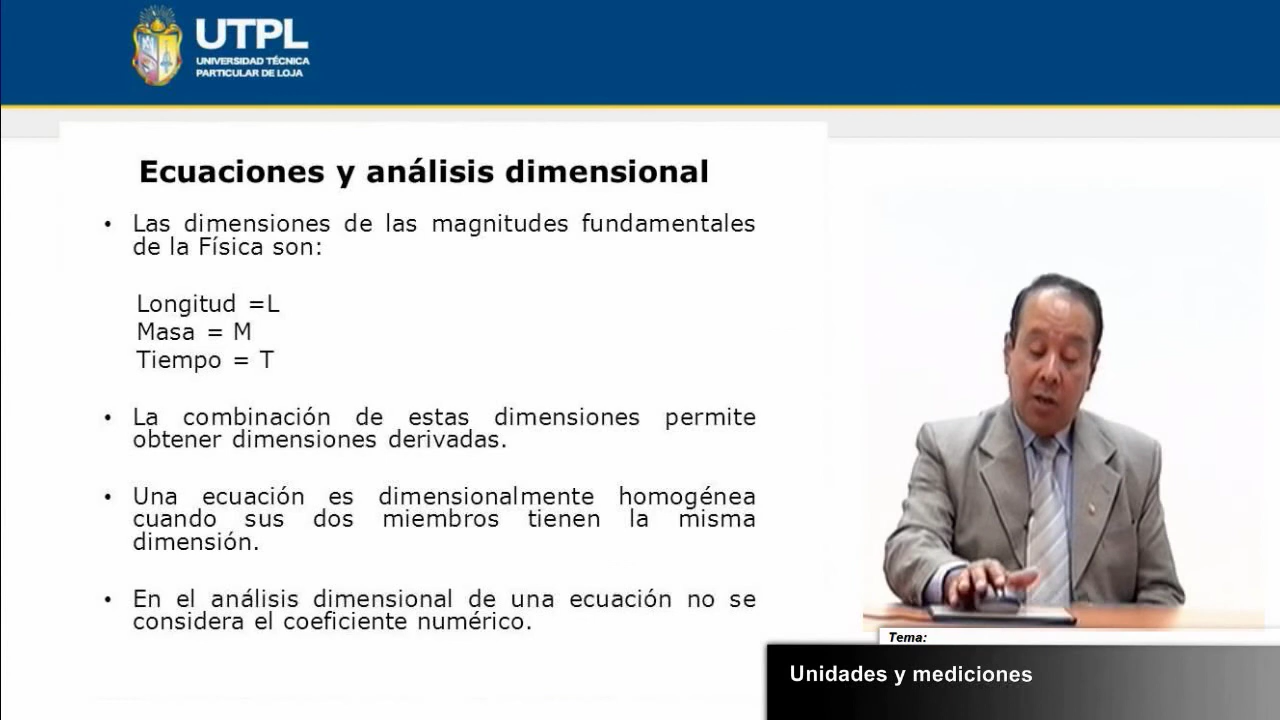 UTPL
UNIVERSIDAD TÉCNICA
PARTICULAR DE LOJA
Ecuaciones y análisis dimensional
• Las dimensiones de las magnitudes fundamentales
de la Física son:
Longitud =L
Masa = M
Tiempo = T
• La combinación de estas dimensiones permite
obtener dimensiones derivadas.
• Una ecuación es dimensionalmente homogénea
cuando sus dos miembros tienen la misma
dimensión.
• En el análisis dimensional de una ecuación no se
considera el coeficiente numérico.
Tema:
Unidades y mediciones